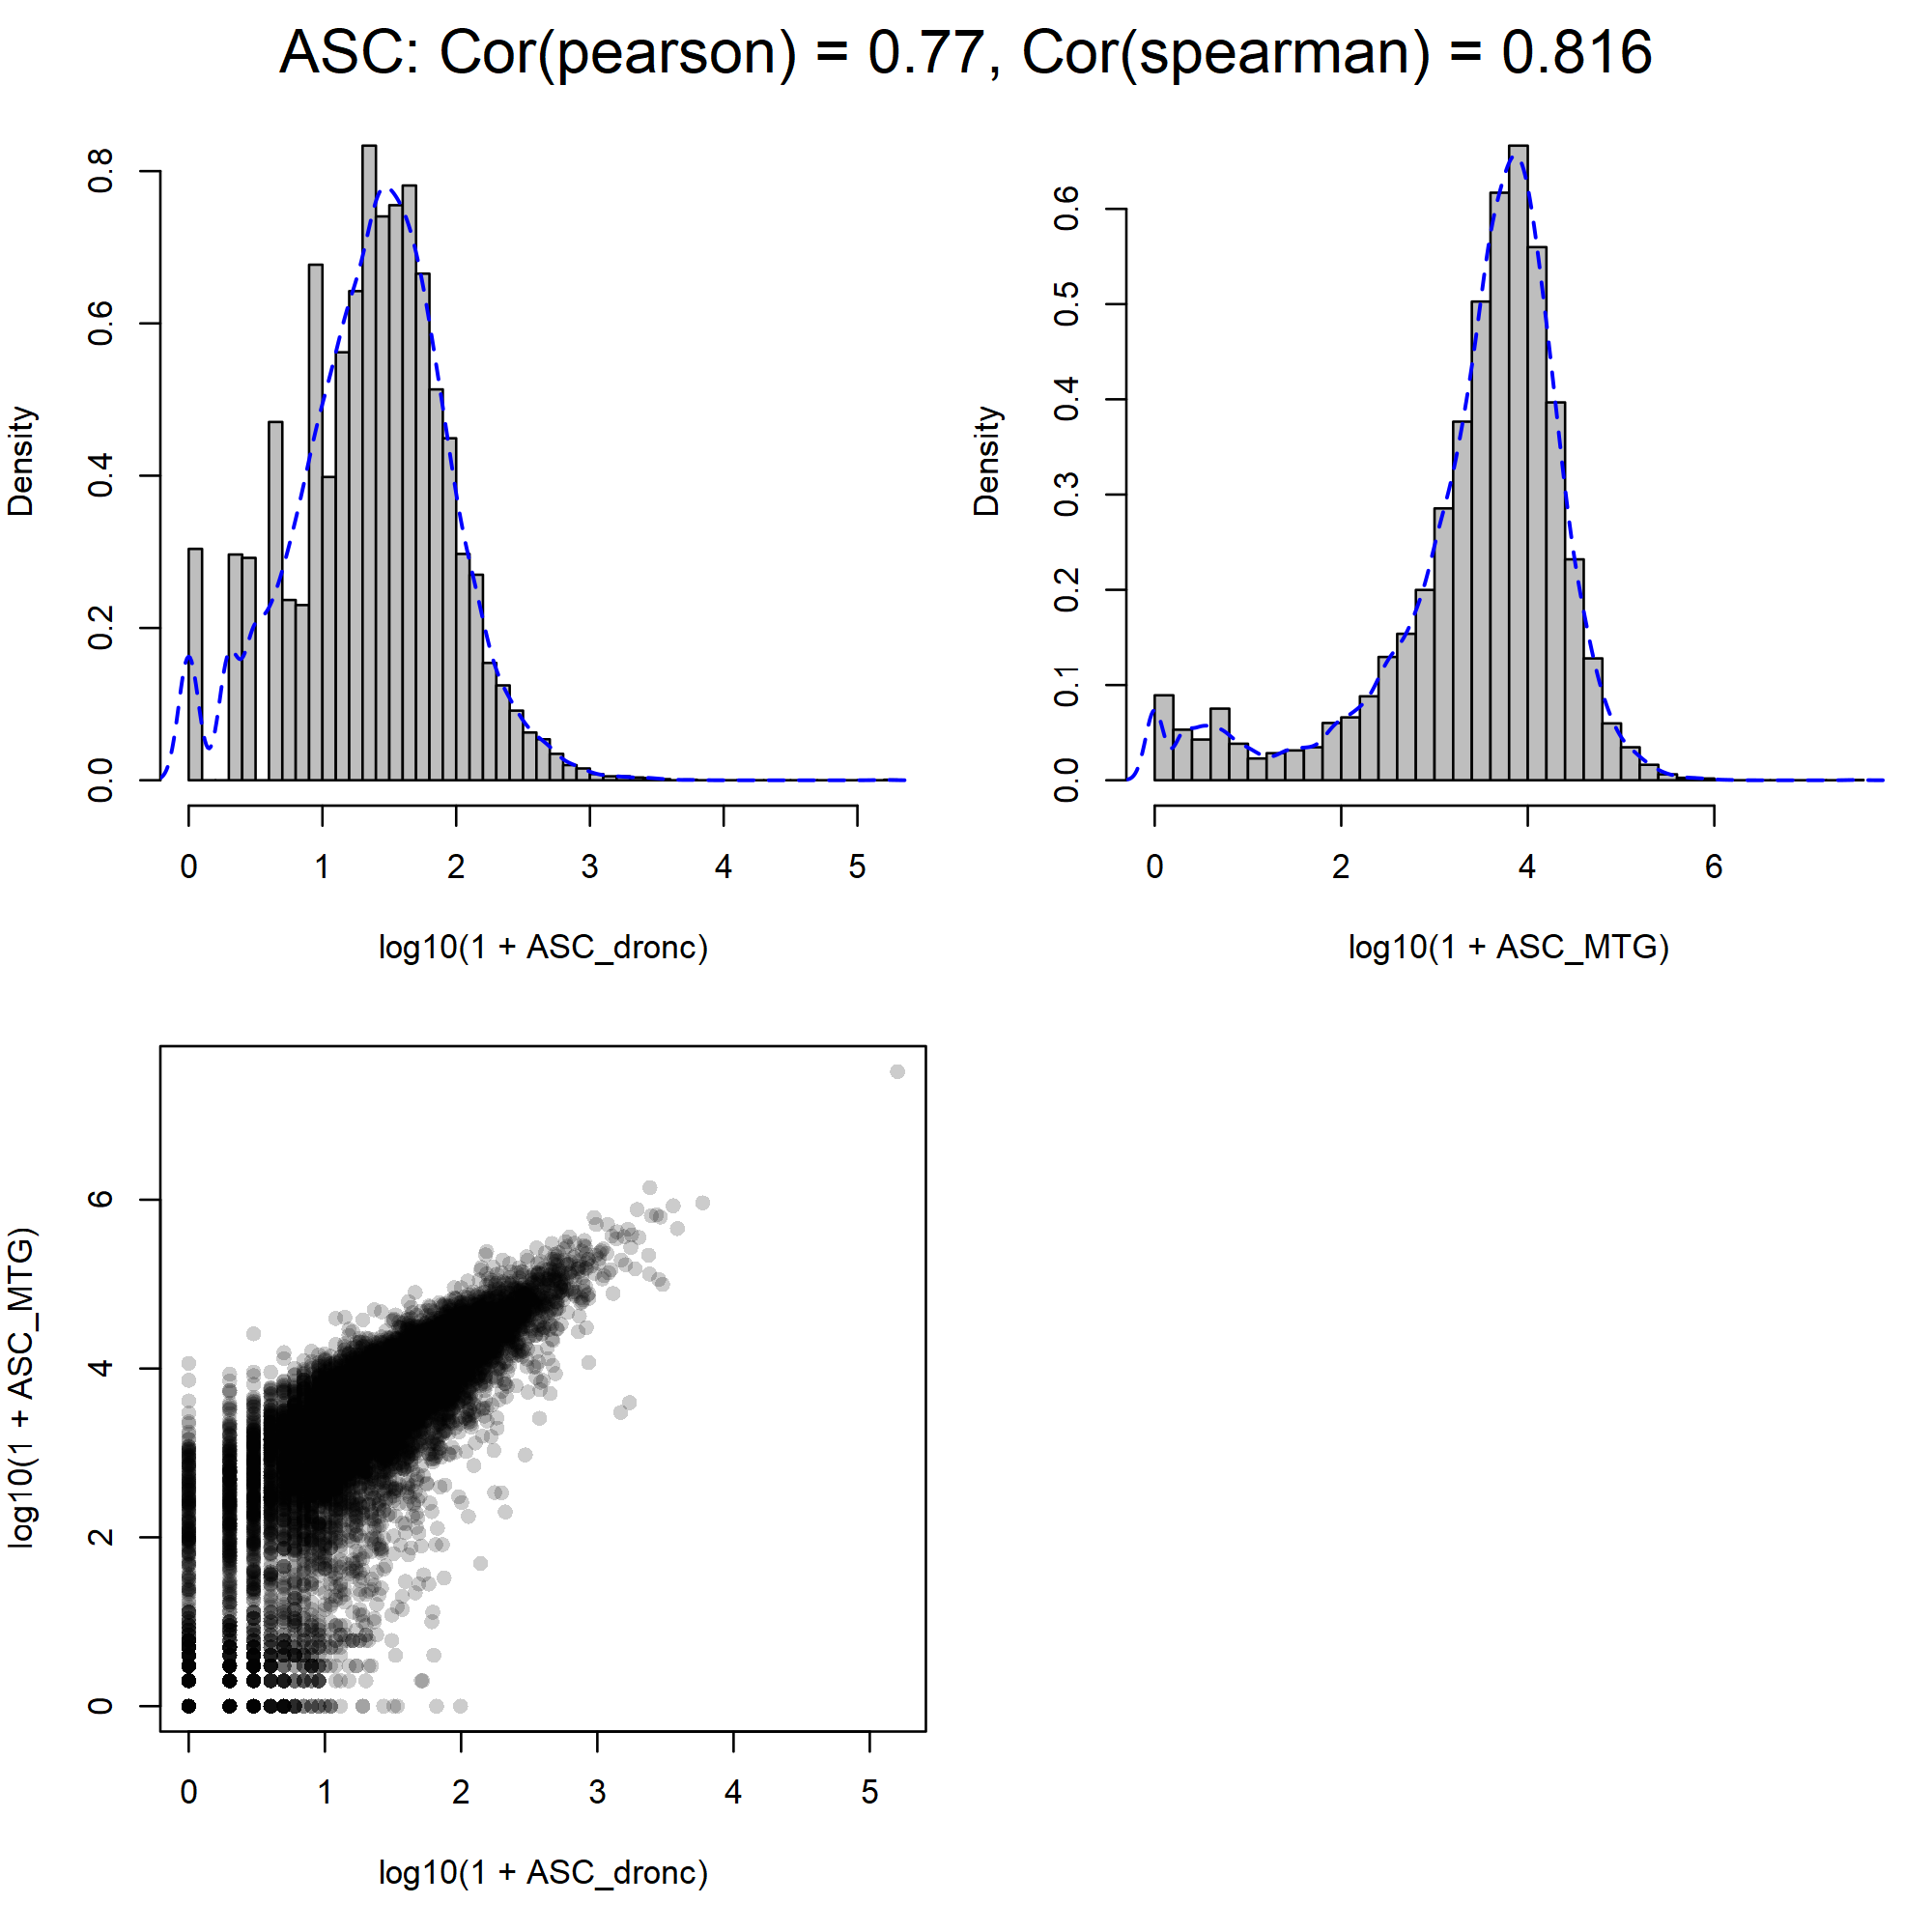 ASC: Cor(pearson) = 0.77, Cor(spearman) = 0.816
Density
0.8
0.6
0.4
0.2
0.0
0 1 2 3 4 5
log10(1 + ASC_dronc)
Density
0.6
0.5
0.4
0.3
0.2
0.1
0.0
0 2 4 6
log10(1 + ASC_MTG)
log10(1 + ASC_MTG)
6
4
2
0
0 1 2 3 4 5
log10(1 + ASC_dronc)